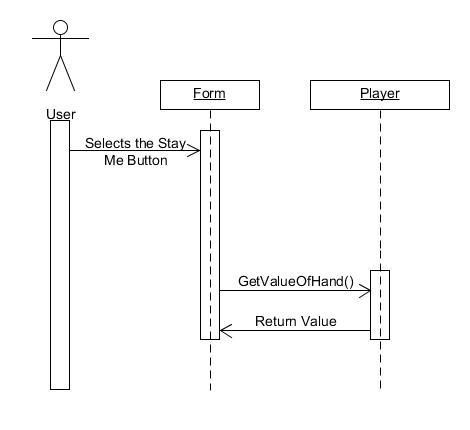 Form
Player
User
Selects the Stay
Me Button
GetValueOfHand()
Return Value